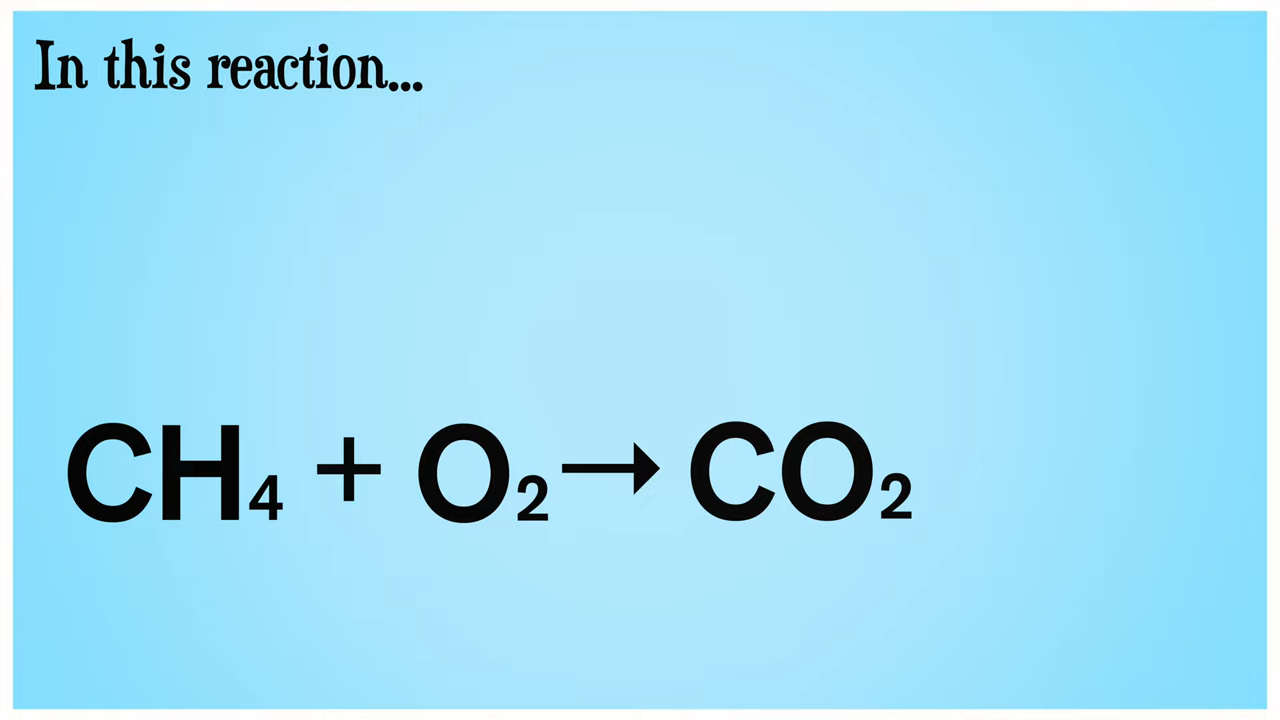 In this reaction...
CH₄ + O₂ → CO₂